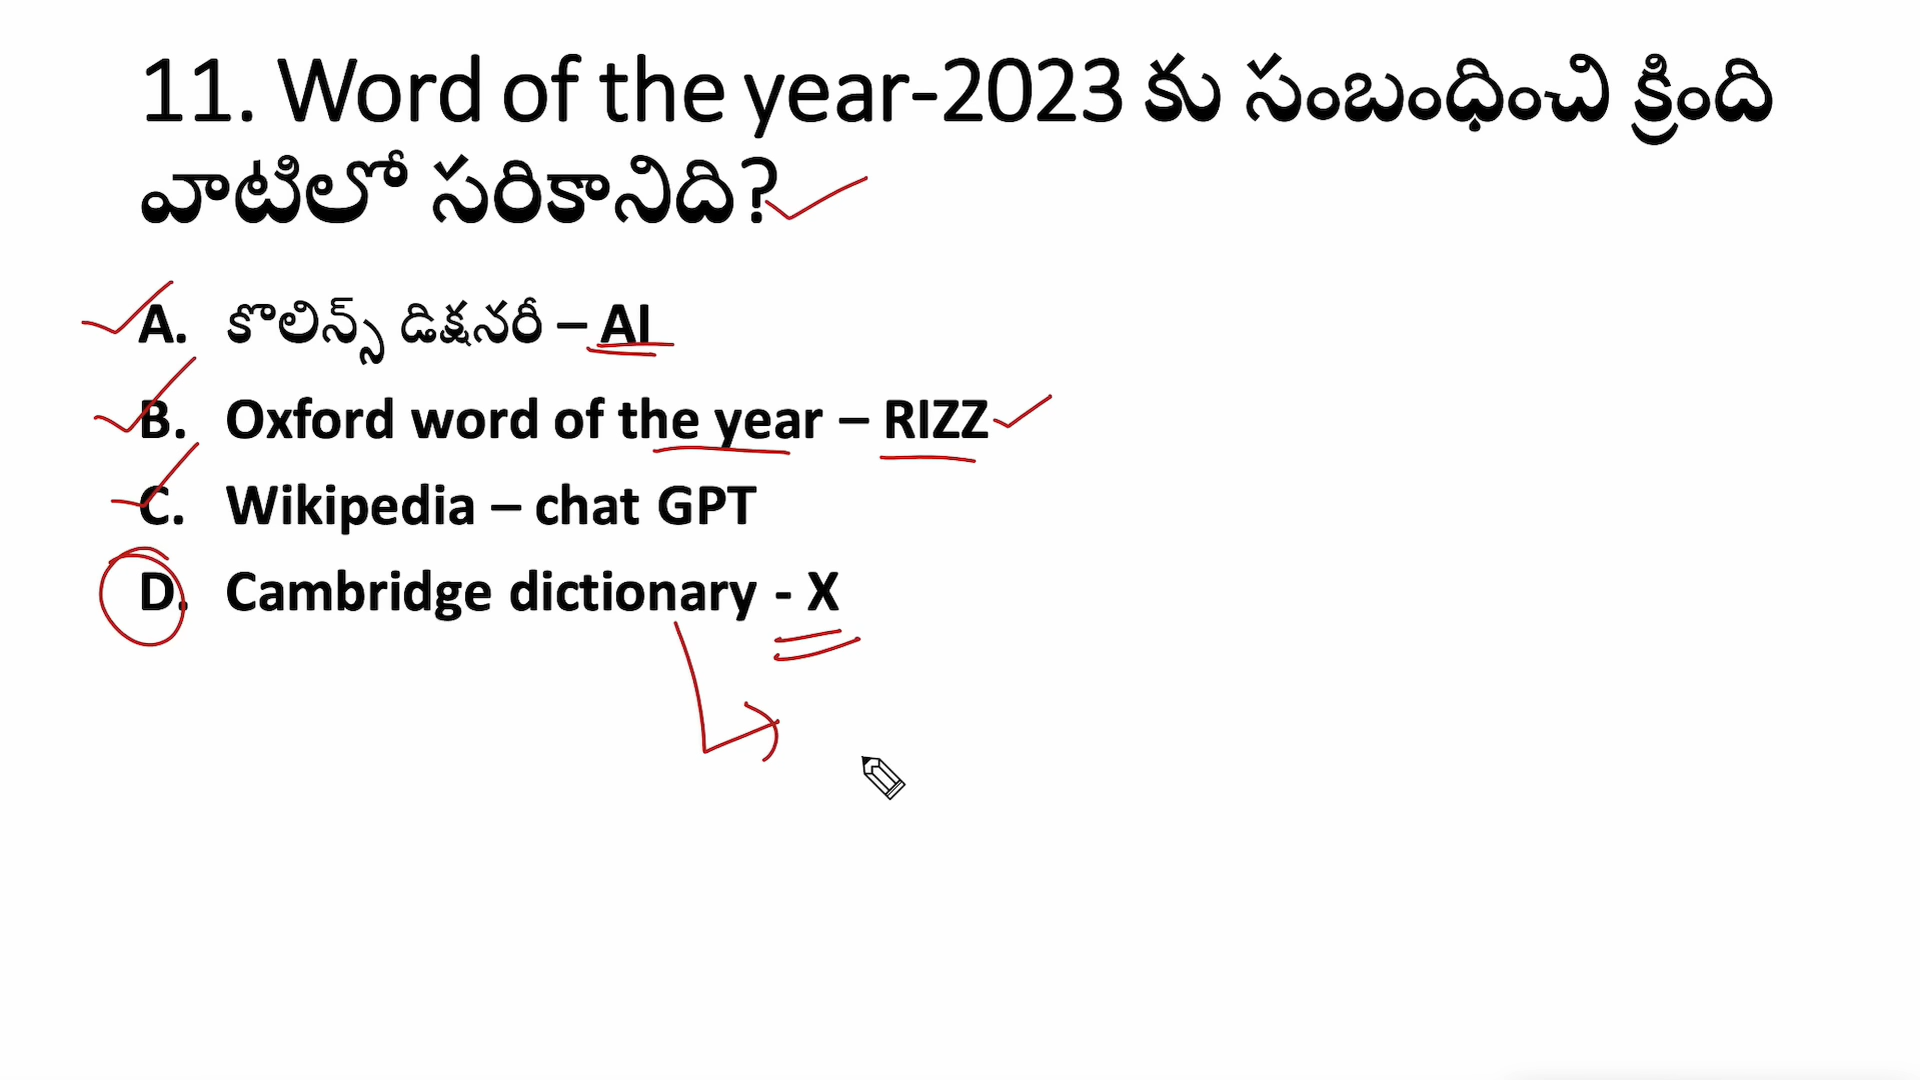 11. Word of the year-2023 కు సంబంధించి క్రింది
వాటిలో సరికానిది?
A. కొలిన్స్ డిక్షనరీ – AI
B. Oxford word of the year – RIZZ
C. Wikipedia – chat GPT
D. Cambridge dictionary - X